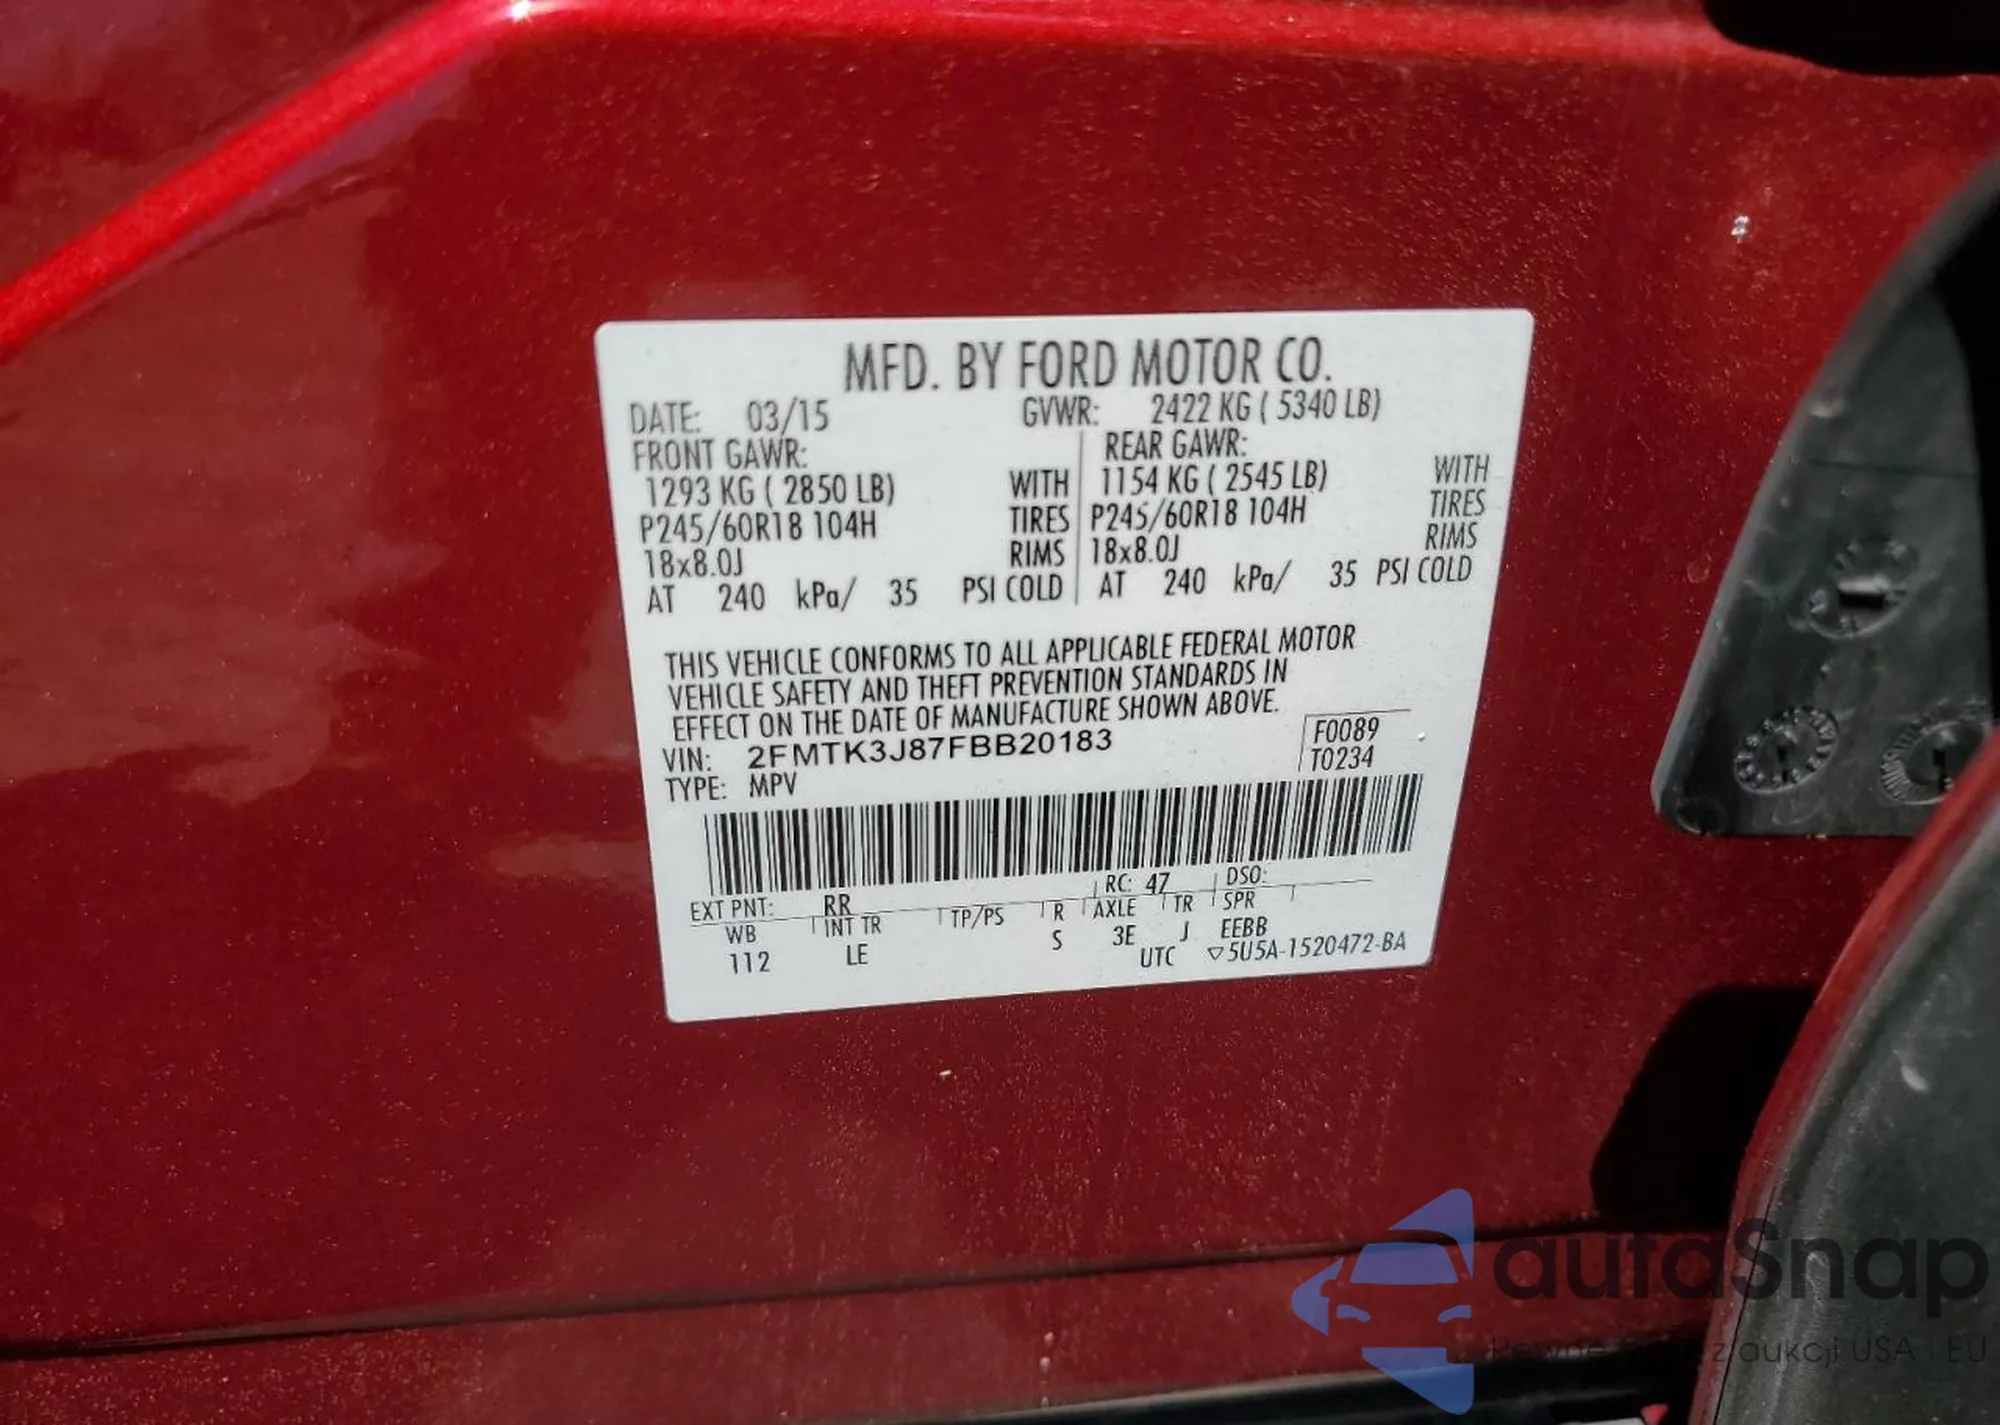 MFD. BY FORD MOTOR CO.
DATE: 03/15 GVWR: 2422 KG ( 5340 LB)
FRONT GAWR: REAR GAWR:
1293 KG ( 2850 LB) WITH 1154 KG ( 2545 LB) WITH
P245/60R18 104H TIRES P245/60R18 104H TIRES
18x8.0J RIMS 18x8.0J RIMS
AT 240 kPa/ 35 PSI COLD AT 240 kPa/ 35 PSI COLD
THIS VEHICLE CONFORMS TO ALL APPLICABLE FEDERAL MOTOR
VEHICLE SAFETY AND THEFT PREVENTION STANDARDS IN
EFFECT ON THE DATE OF MANUFACTURE SHOWN ABOVE.
VIN: 2FMTK3J87FBB20183 F0089
TYPE: MPV T0234
EXT PNT: RR RC: 47 DSO:
WB INT TR TP/PS R AXLE TR SPR
112 LE S 3E J EEBB
UTC ▽5U5A-1520472-BA
autaSnap
Pewne z aukcji USA i EU